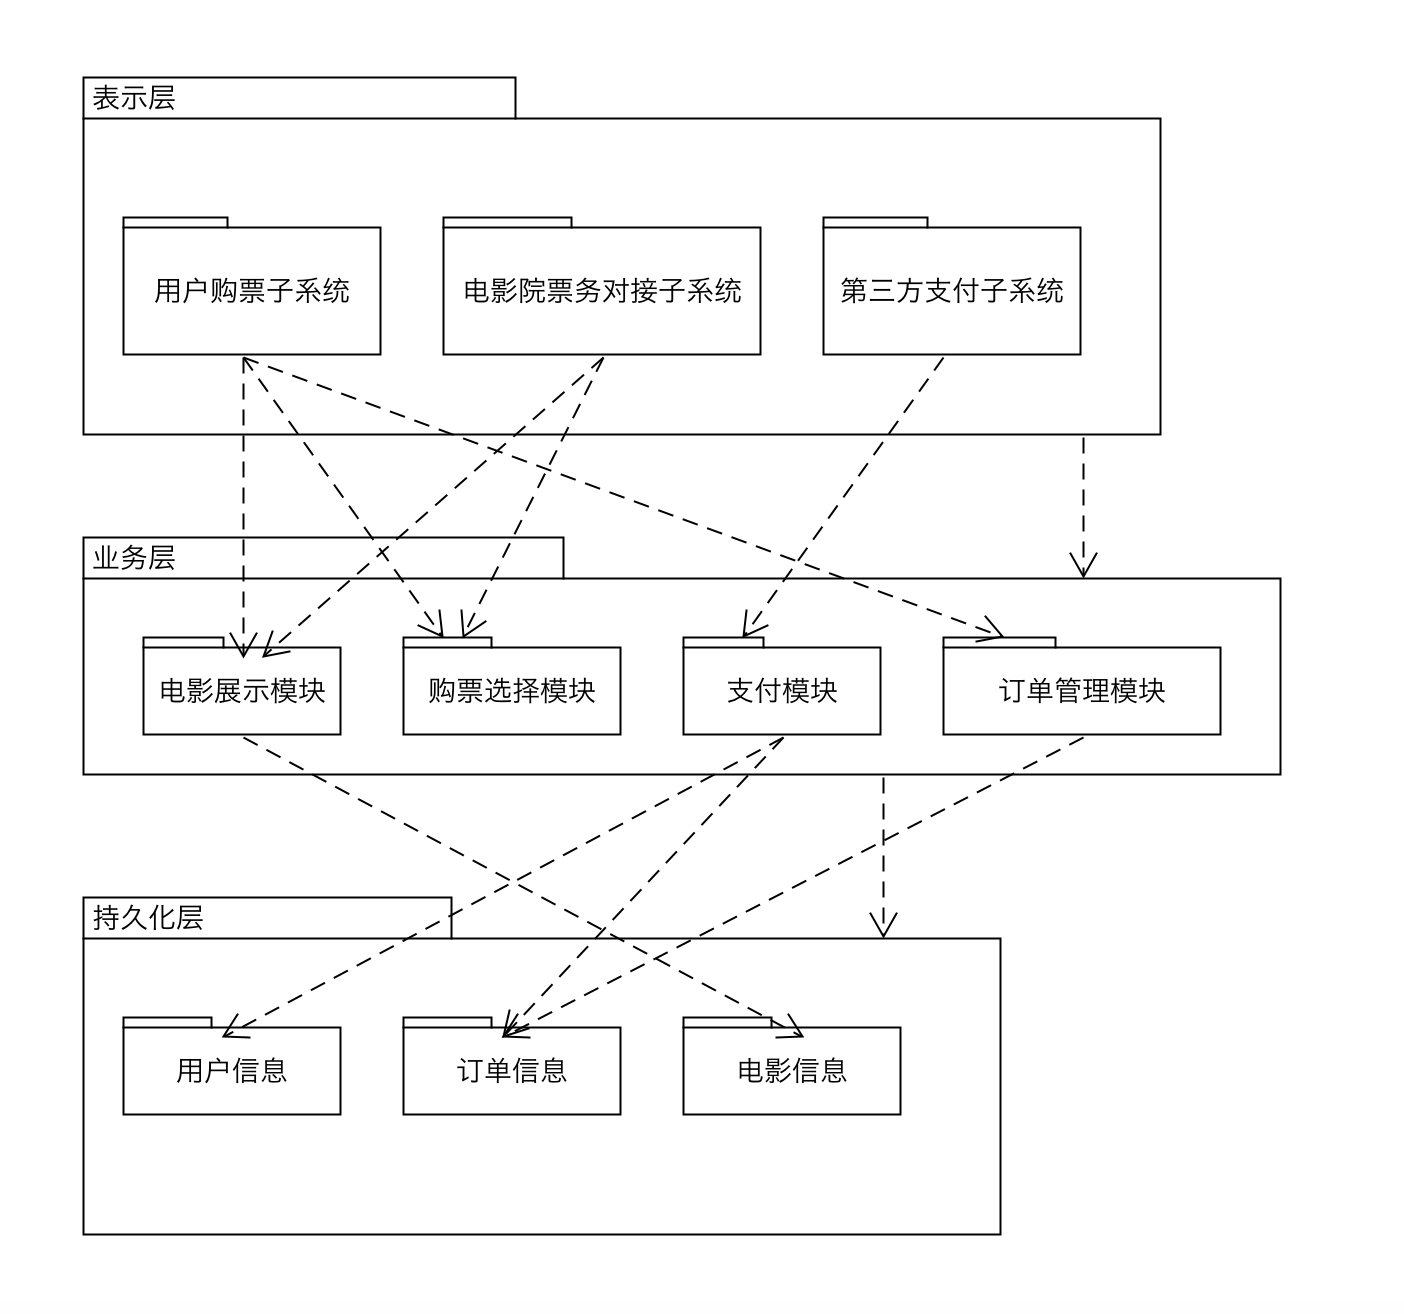 表示层
用户购票子系统
电影院票务对接子系统
第三方支付子系统
业务层
电影展示模块
购票选择模块
支付模块
订单管理模块
持久化层
用户信息
订单信息
电影信息